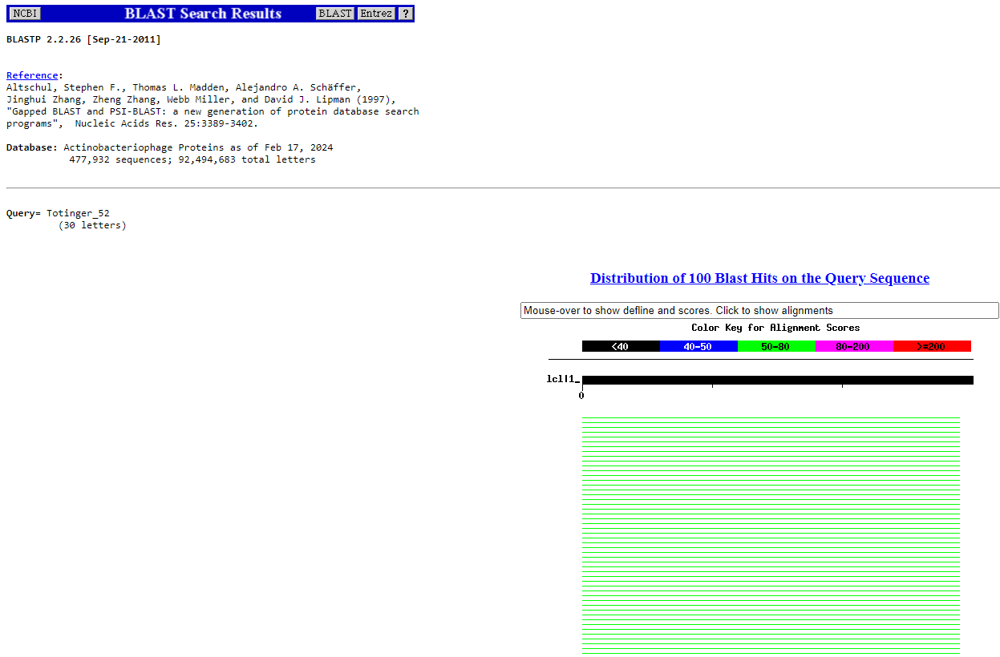 NCBI BLAST Search Results BLAST Entrez ?
BLASTP 2.2.26 [Sep-21-2011]
Reference:
Altschul, Stephen F., Thomas L. Madden, Alejandro A. Schäffer,
Jinghui Zhang, Zheng Zhang, Webb Miller, and David J. Lipman (1997),
"Gapped BLAST and PSI-BLAST: a new generation of protein database search
programs",  Nucleic Acids Res. 25:3389-3402.
Database: Actinobacteriophage Proteins as of Feb 17, 2024
477,932 sequences; 92,494,683 total letters
Query= Totinger_52
(30 letters)
Distribution of 100 Blast Hits on the Query Sequence
Mouse-over to show defline and scores. Click to show alignments
Color Key for Alignment Scores
<40 40-50 50-80 80-200 >=200
lcl|1_
0